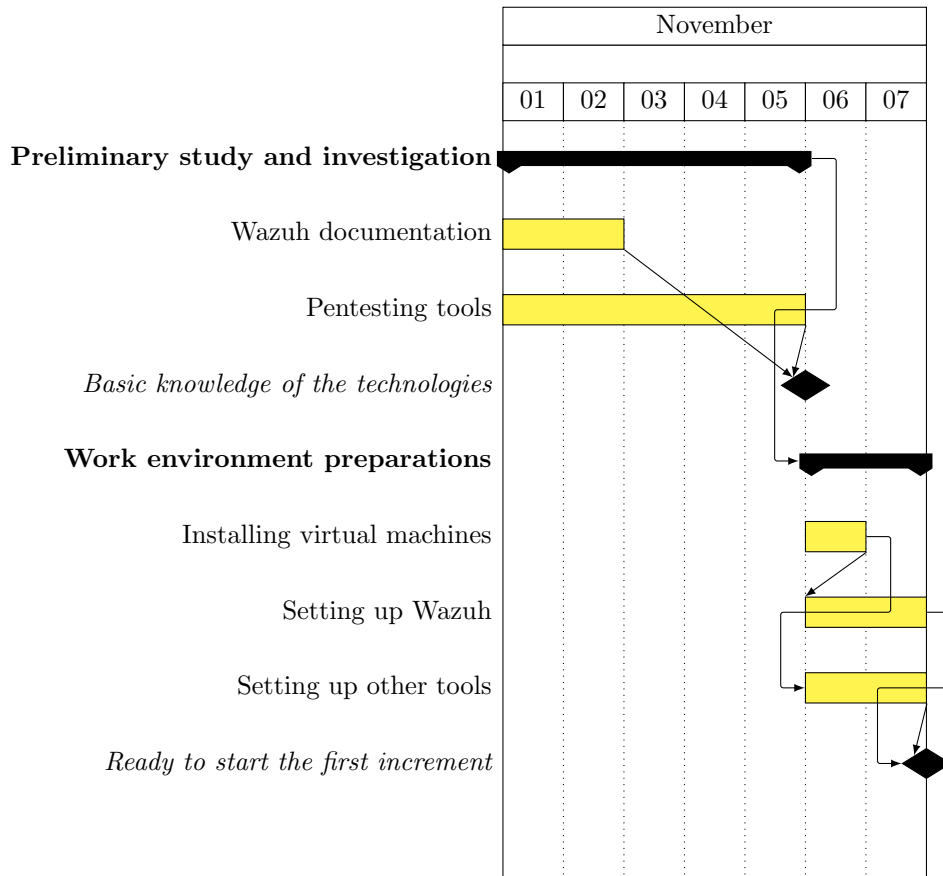 November
01 02 03 04 05 06 07
Preliminary study and investigation
Wazuh documentation
Pentesting tools
Basic knowledge of the technologies
Work environment preparations
Installing virtual machines
Setting up Wazuh
Setting up other tools
Ready to start the first increment